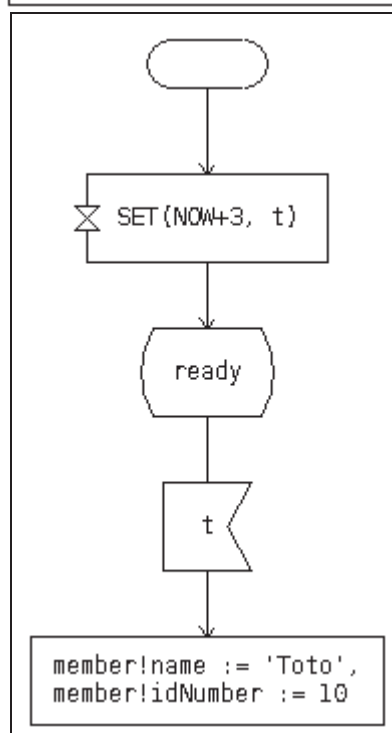 SET(NOW+3, t)
ready
t
member!name := 'Toto',
member!idNumber := 10